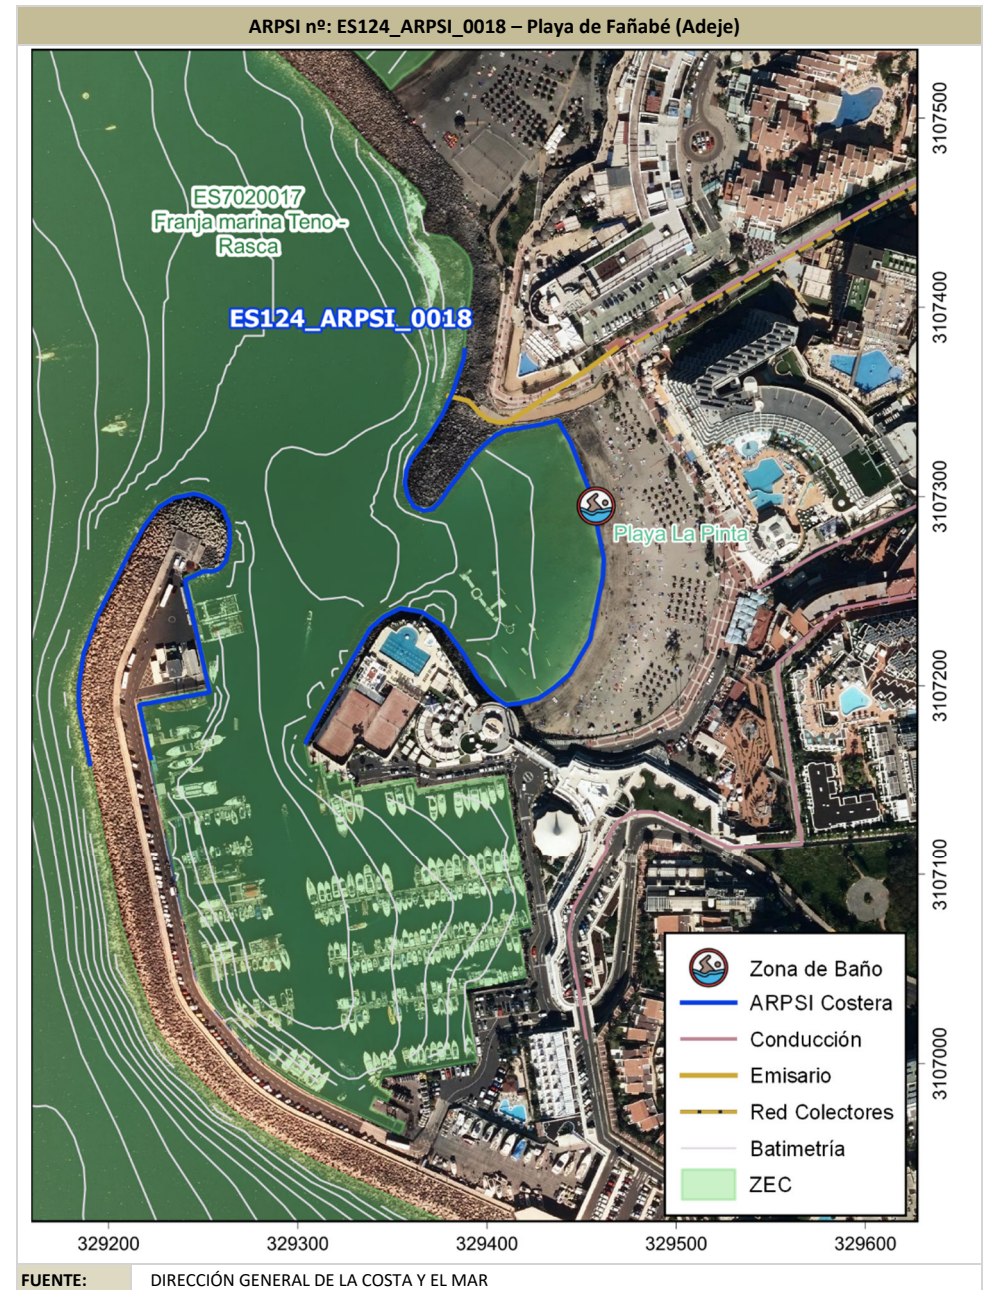 ARPSI nº: ES124_ARPSI_0018 – Playa de Fañabé (Adeje)
ES7020017
Franja marina Teno -
Rasca
ES124_ARPSI_0018
Playa La Pinta
3107500
3107400
3107300
3107200
3107100
3107000
Zona de Baño
ARPSI Costera
Conducción
Emisario
Red Colectores
Batimetría
ZEC
329200
329300
329400
329500
329600
FUENTE: DIRECCIÓN GENERAL DE LA COSTA Y EL MAR